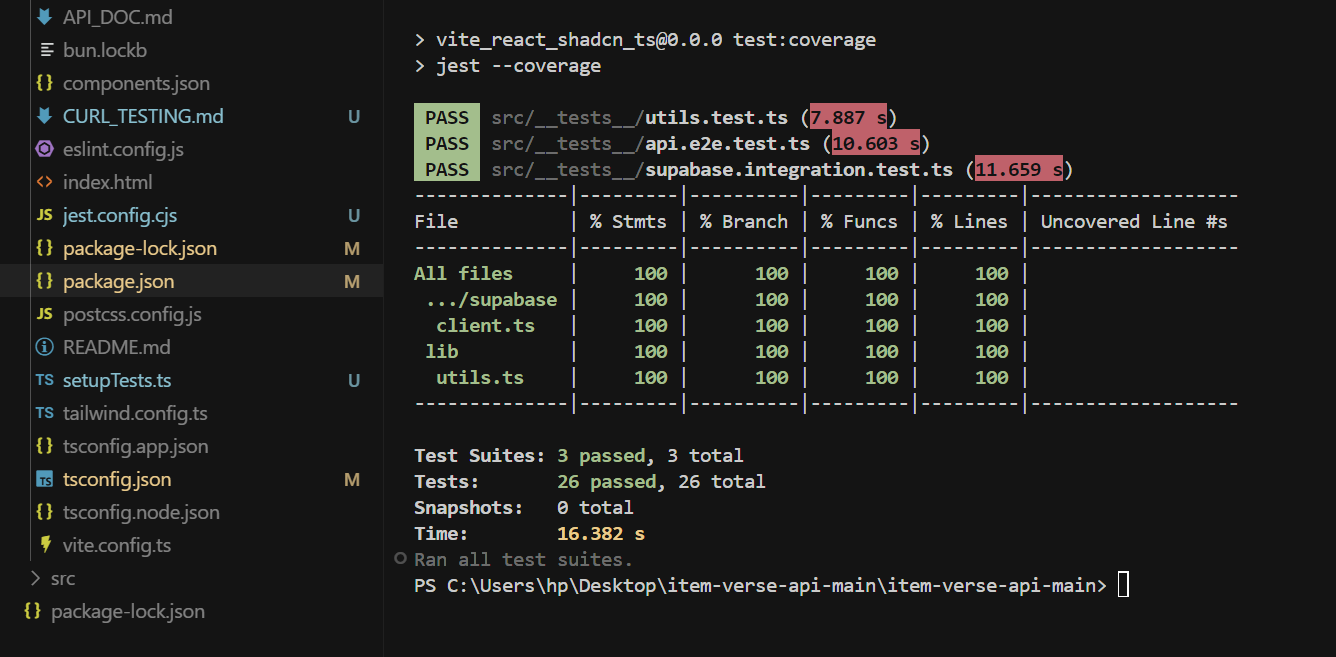 API_DOC.md
bun.lockb
{} components.json
CURL_TESTING.md U
eslint.config.js
<> index.html
JS jest.config.cjs U
{} package-lock.json M
{} package.json M
JS postcss.config.js
README.md
TS setupTests.ts U
TS tailwind.config.ts
{} tsconfig.app.json
TS tsconfig.json M
{} tsconfig.node.json
vite.config.ts
> src
{} package-lock.json
> vite_react_shadcn_ts@0.0.0 test:coverage
> jest --coverage
PASS src/__tests__/utils.test.ts (7.887 s)
PASS src/__tests__/api.e2e.test.ts (10.603 s)
PASS src/__tests__/supabase.integration.test.ts (11.659 s)
--------------|---------|----------|---------|---------|-------------------
File | % Stmts | % Branch | % Funcs | % Lines | Uncovered Line #s
--------------|---------|----------|---------|---------|-------------------
All files | 100 | 100 | 100 | 100 |
.../supabase | 100 | 100 | 100 | 100 |
client.ts | 100 | 100 | 100 | 100 |
lib | 100 | 100 | 100 | 100 |
utils.ts | 100 | 100 | 100 | 100 |
--------------|---------|----------|---------|---------|-------------------
Test Suites: 3 passed, 3 total
Tests: 26 passed, 26 total
Snapshots: 0 total
Time: 16.382 s
Ran all test suites.
PS C:\Users\hp\Desktop\item-verse-api-main\item-verse-api-main>